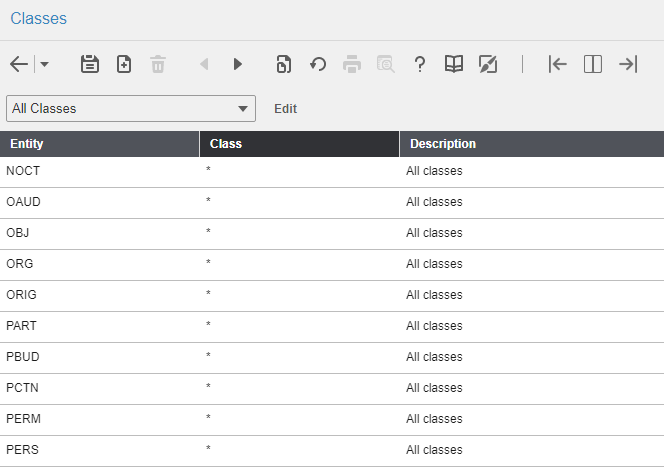 Classes
All Classes Edit
Entity Class Description
NOCT * All classes
OAUD * All classes
OBJ * All classes
ORG * All classes
ORIG * All classes
PART * All classes
PBUD * All classes
PCTN * All classes
PERM * All classes
PERS * All classes